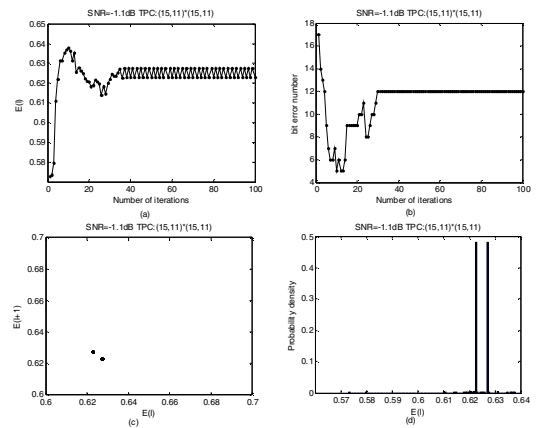 SNR=-1.1dB TPC:(15,11)*(15,11)
0.65
0.64
0.63
0.62
0.61
0.6
0.59
0.58
E(l)
0 20 40 60 80 100
Number of iterations
(a)
SNR=-1.1dB TPC:(15,11)*(15,11)
18
16
14
12
10
8
6
4
bit error number
0 20 40 60 80 100
Number of iterations
(b)
SNR=-1.1dB TPC:(15,11)*(15,11)
0.7
0.68
0.66
0.64
0.62
0.6
E(l+1)
0.6 0.62 0.64 0.66 0.68 0.7
E(l)
(c)
SNR=-1.1dB TPC:(15,11)*(15,11)
0.5
0.4
0.3
0.2
0.1
0
Probability density
0.57 0.58 0.59 0.6 0.61 0.62 0.63 0.64
E(l)
(d)